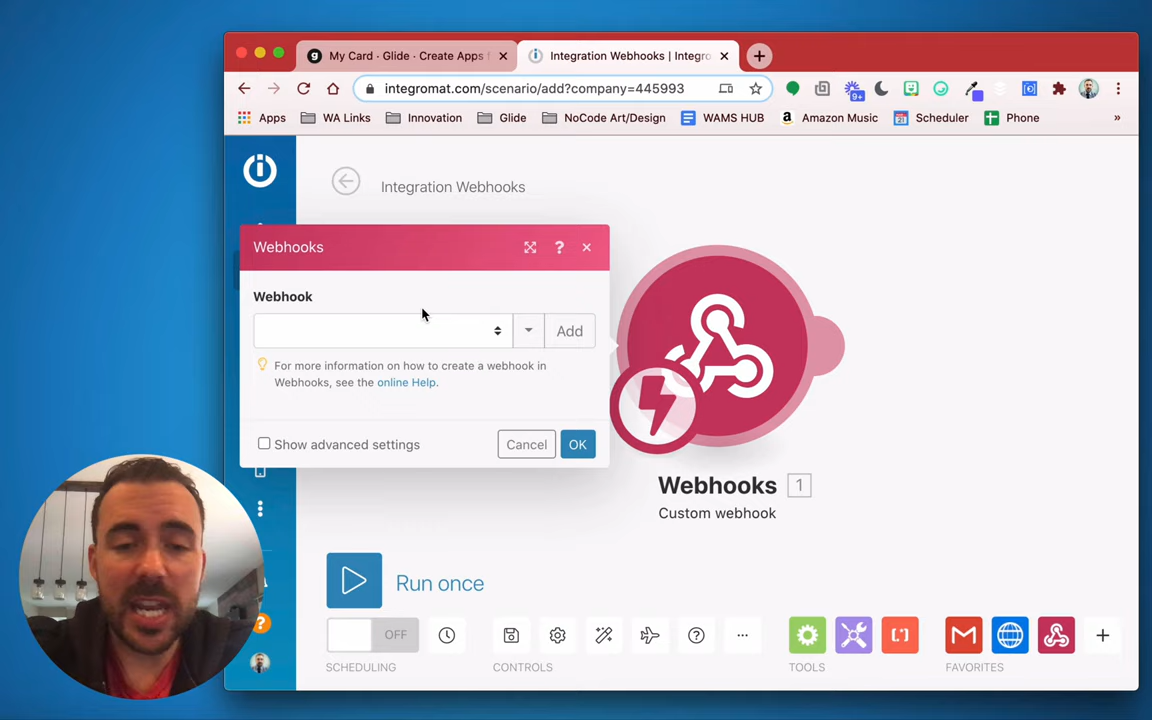 My Card · Glide · Create Apps
Integration Webhooks | Integro
integromat.com/scenario/add?company=445993
9+
Apps
WA Links
Innovation
Glide
NoCode Art/Design
WAMS HUB
Amazon Music
Scheduler
Phone
»
Integration Webhooks
Webhooks
?
Webhook
Add
For more information on how to create a webhook in
Webhooks, see the online Help.
Show advanced settings
Cancel
OK
Webhooks 1
Custom webhook
Run once
OFF
SCHEDULING
CONTROLS
TOOLS
FAVORITES